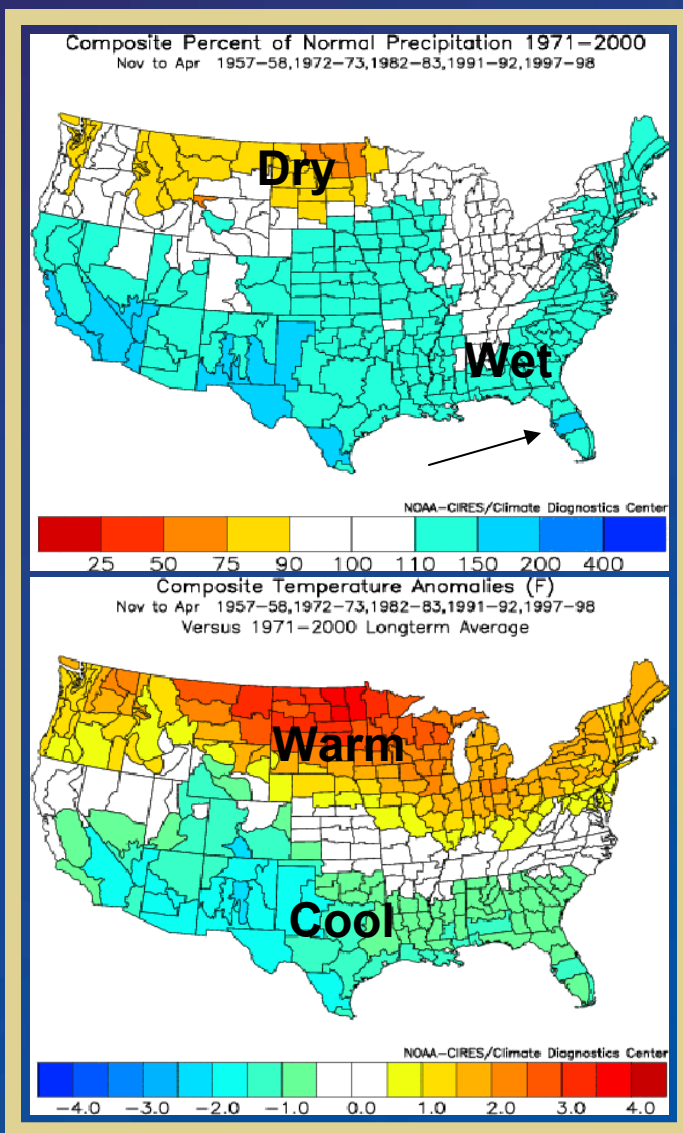 Composite Percent of Normal Precipitation 1971-2000
Nov to Apr 1957-58,1972-73,1982-83,1991-92,1997-98
Dry
Wet
NOAA-CIRES/Climate Diagnostics Center
25 50 75 90 100 110 150 200 400
Composite Temperature Anomalies (F)
Nov to Apr 1957-58,1972-73,1982-83,1991-92,1997-98
Versus 1971-2000 Longterm Average
Warm
Cool
NOAA-CIRES/Climate Diagnostics Center
-4.0 -3.0 -2.0 -1.0 0.0 1.0 2.0 3.0 4.0